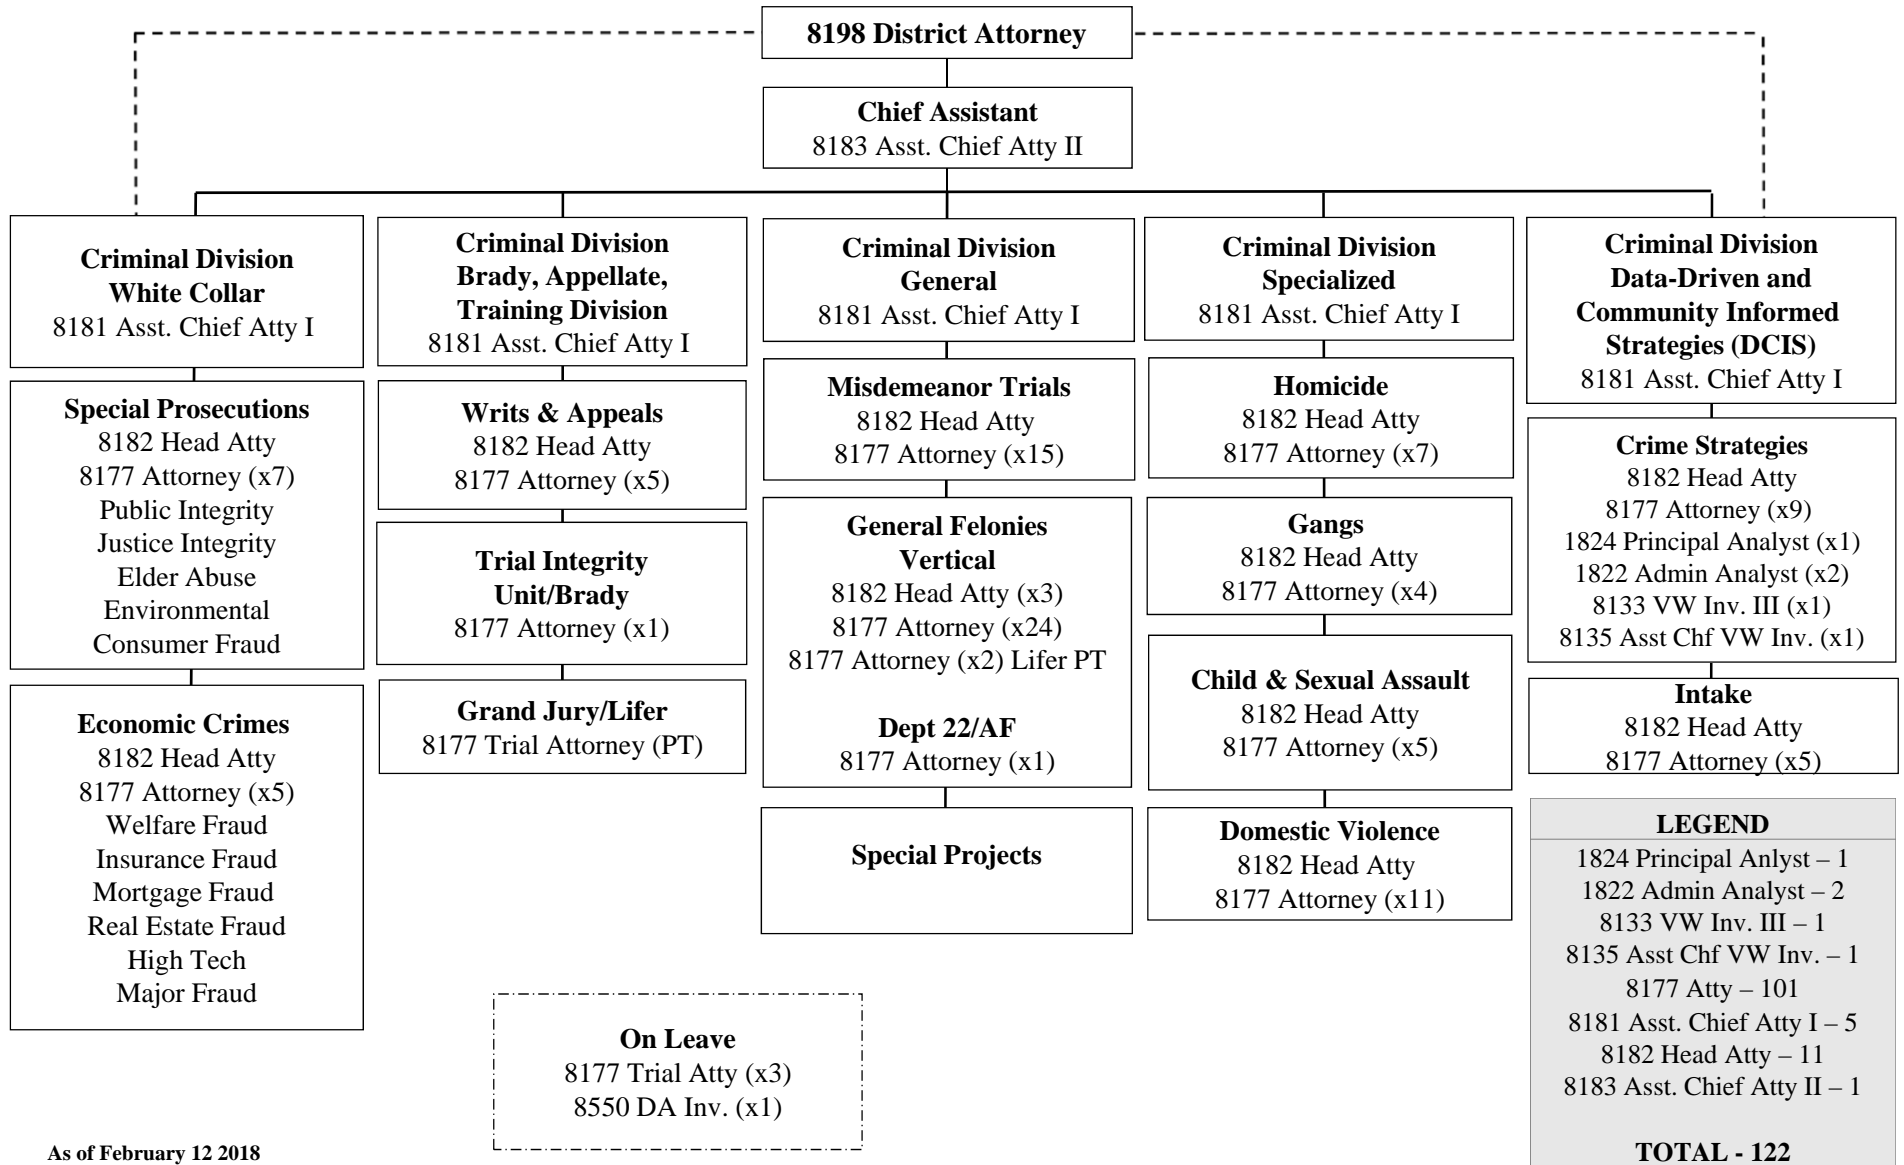 8198 District Attorney
Chief Assistant
8183 Asst. Chief Atty II
Criminal Division
White Collar
8181 Asst. Chief Atty I
Special Prosecutions
8182 Head Atty
8177 Attorney (x7)
Public Integrity
Justice Integrity
Elder Abuse
Environmental
Consumer Fraud
Economic Crimes
8182 Head Atty
8177 Attorney (x5)
Welfare Fraud
Insurance Fraud
Mortgage Fraud
Real Estate Fraud
High Tech
Major Fraud
Criminal Division
Brady, Appellate,
Training Division
8181 Asst. Chief Atty I
Writs & Appeals
8182 Head Atty
8177 Attorney (x5)
Trial Integrity
Unit/Brady
8177 Attorney (x1)
Grand Jury/Lifer
8177 Trial Attorney (PT)
Criminal Division
General
8181 Asst. Chief Atty I
Misdemeanor Trials
8182 Head Atty
8177 Attorney (x15)
General Felonies
Vertical
8182 Head Atty (x3)
8177 Attorney (x24)
8177 Attorney (x2) Lifer PT
Dept 22/AF
8177 Attorney (x1)
Special Projects
Criminal Division
Specialized
8181 Asst. Chief Atty I
Homicide
8182 Head Atty
8177 Attorney (x7)
Gangs
8182 Head Atty
8177 Attorney (x4)
Child & Sexual Assault
8182 Head Atty
8177 Attorney (x5)
Domestic Violence
8182 Head Atty
8177 Attorney (x11)
Criminal Division
Data-Driven and
Community Informed
Strategies (DCIS)
8181 Asst. Chief Atty I
Crime Strategies
8182 Head Atty
8177 Attorney (x9)
1824 Principal Analyst (x1)
1822 Admin Analyst (x2)
8133 VW Inv. III (x1)
8135 Asst Chf VW Inv. (x1)
Intake
8182 Head Atty
8177 Attorney (x5)
LEGEND
1824 Principal Anlyst – 1
1822 Admin Analyst – 2
8133 VW Inv. III – 1
8135 Asst Chf VW Inv. – 1
8177 Atty – 101
8181 Asst. Chief Atty I – 5
8182 Head Atty – 11
8183 Asst. Chief Atty II – 1
TOTAL - 122
On Leave
8177 Trial Atty (x3)
8550 DA Inv. (x1)
As of February 12 2018